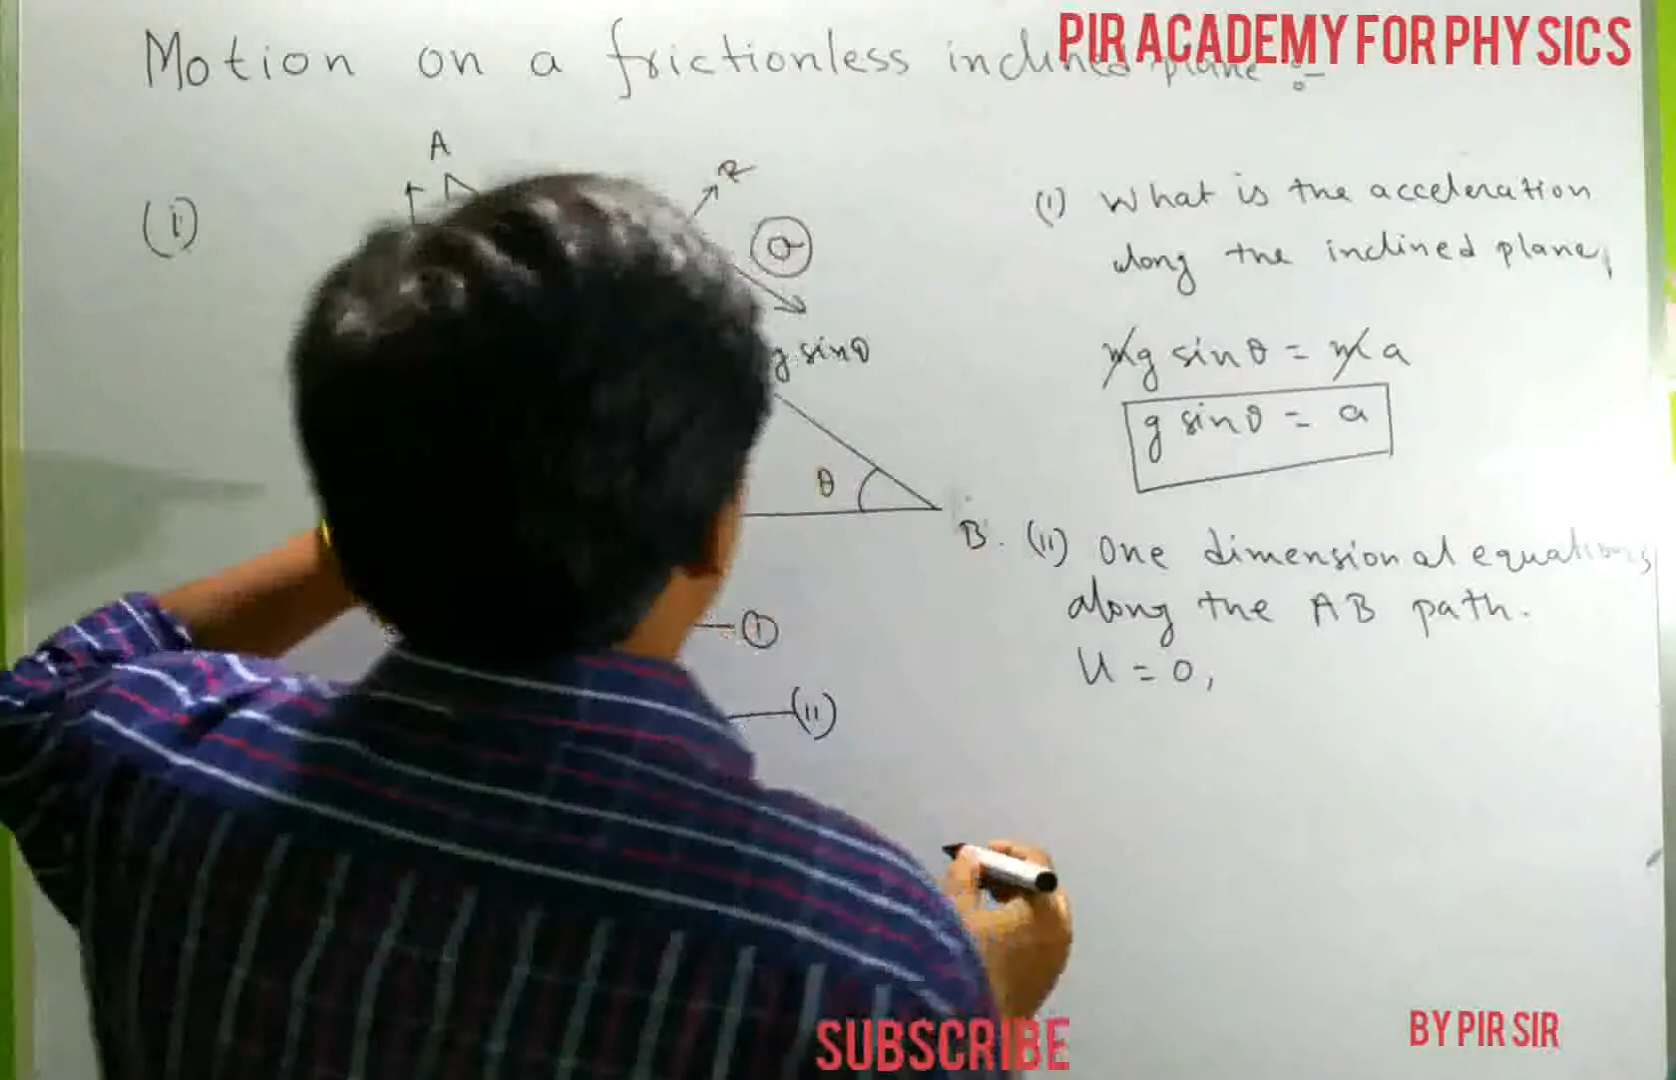 Motion on a frictionless inclined plane :-
PIR ACADEMY FOR PHYSICS
A
(i)
R
a
g sinθ
θ
B.
(I)
(II)
(I) What is the acceleration
along the inclined plane,
mg sinθ = ma
g sinθ = a
(II) One dimensional equations
along the AB path.
U = 0,
SUBSCRIBE
BY PIR SIR